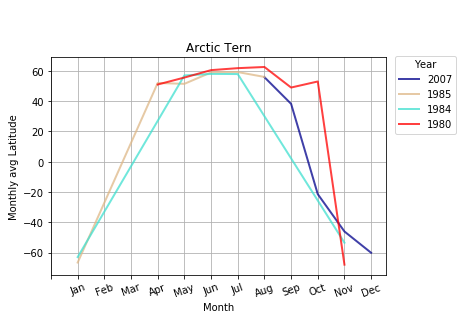 Arctic Tern
Year
2007
1985
1984
1980
Monthly avg Latitude
60
40
20
0
−20
−40
−60
Jan Feb Mar Apr May Jun Jul Aug Sep Oct Nov Dec
Month